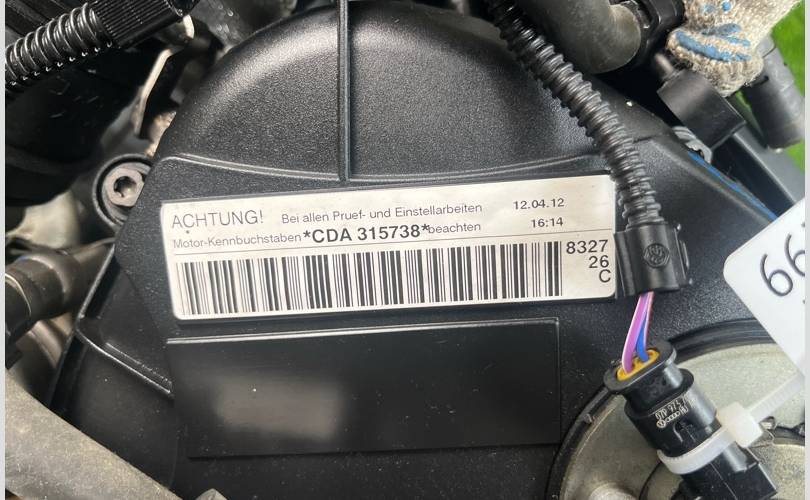 ACHTUNG! Bei allen Pruef- und Einstellarbeiten 12.04.12
Motor-Kennbuchstaben *CDA 315738* beachten 16:14
8327
26
C
66